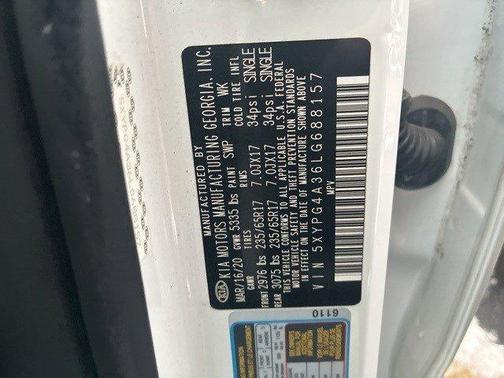 MANUFACTURED BY
KIA KIA MOTORS MANUFACTURING GEORGIA, INC.
MAR/16/20 GVWR 5335 lbs PAINT SWP TRIM WK
GAWR RIMS COLD TIRE INFL
FRONT 2976 lbs 235/65R17 7.0JX17 34psi SINGLE
REAR 3075 lbs 235/65R17 7.0JX17 34psi SINGLE
THIS VEHICLE CONFORMS TO ALL APPLICABLE U.S.A. FEDERAL
MOTOR VEHICLE SAFETY AND THEFT PREVENTION STANDARDS
IN EFFECT ON THE DATE OF MANUFACTURE SHOWN ABOVE
MPV
VIN 5XYPG4A36LG688157
6110